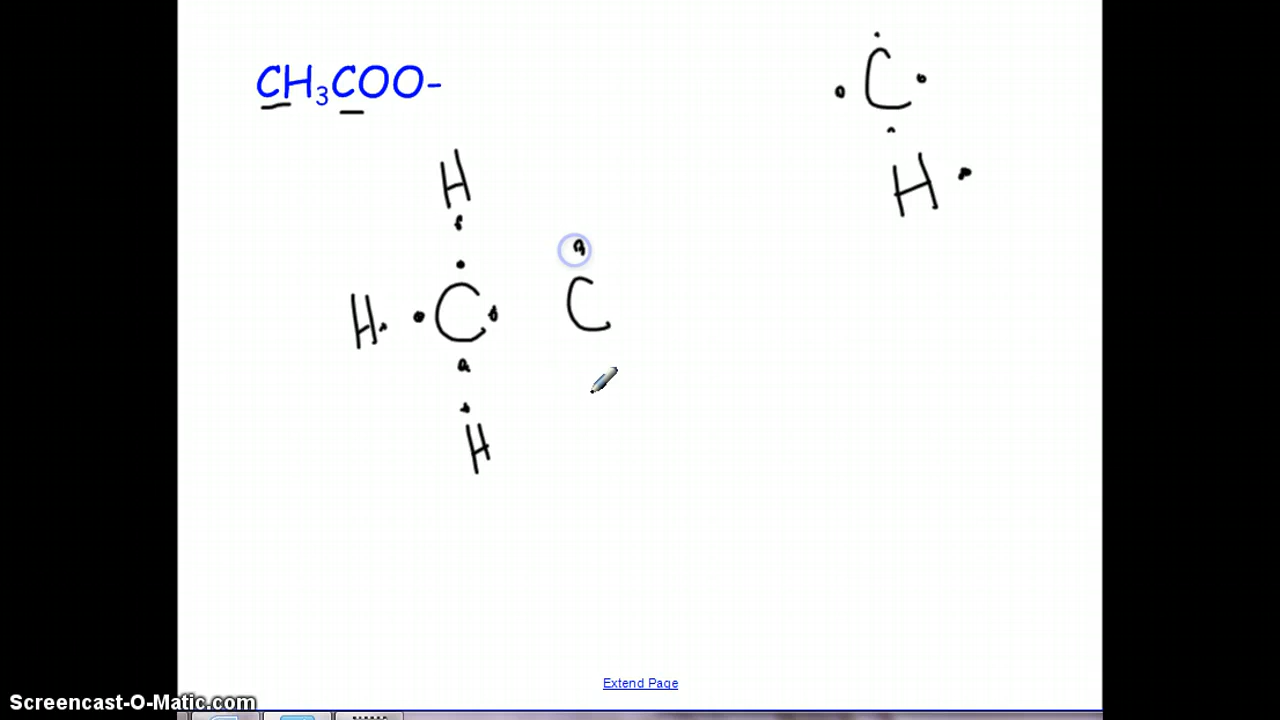 CH₃COO-
C
H
H
H C C
H
Extend Page
Screencast-O-Matic.com